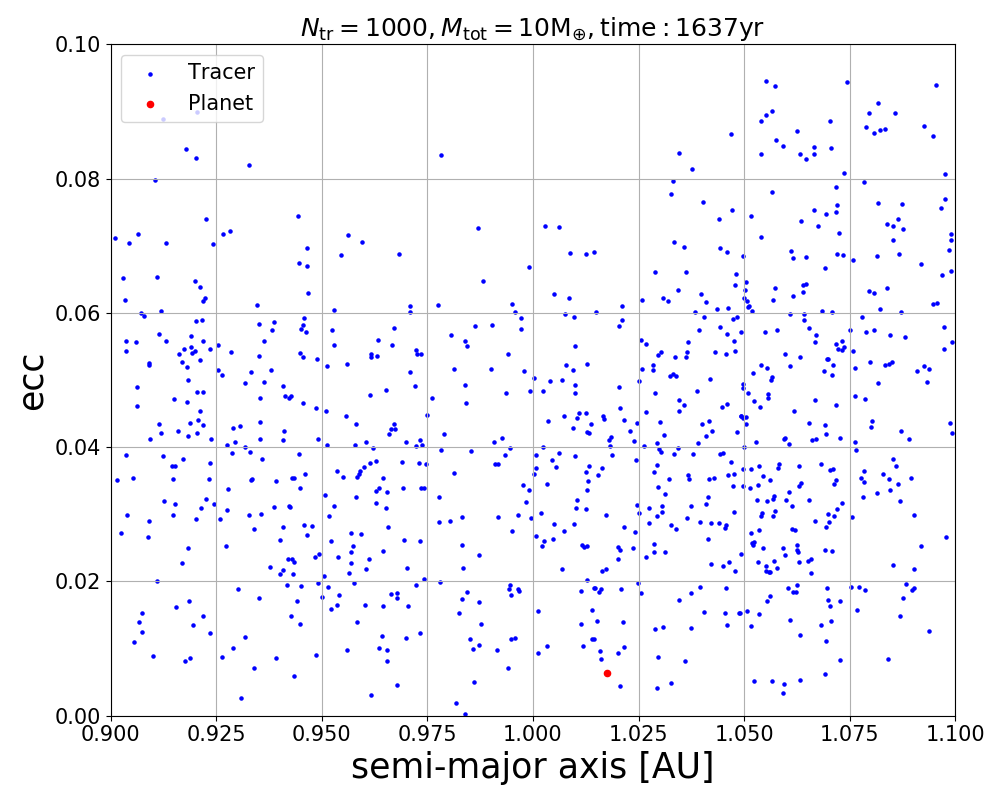 N_tr = 1000, M_tot = 10M_⊕, time : 1637yr
Tracer
Planet
0.10
0.08
0.06
0.04
0.02
0.00
ecc
0.900 0.925 0.950 0.975 1.000 1.025 1.050 1.075 1.100
semi-major axis [AU]